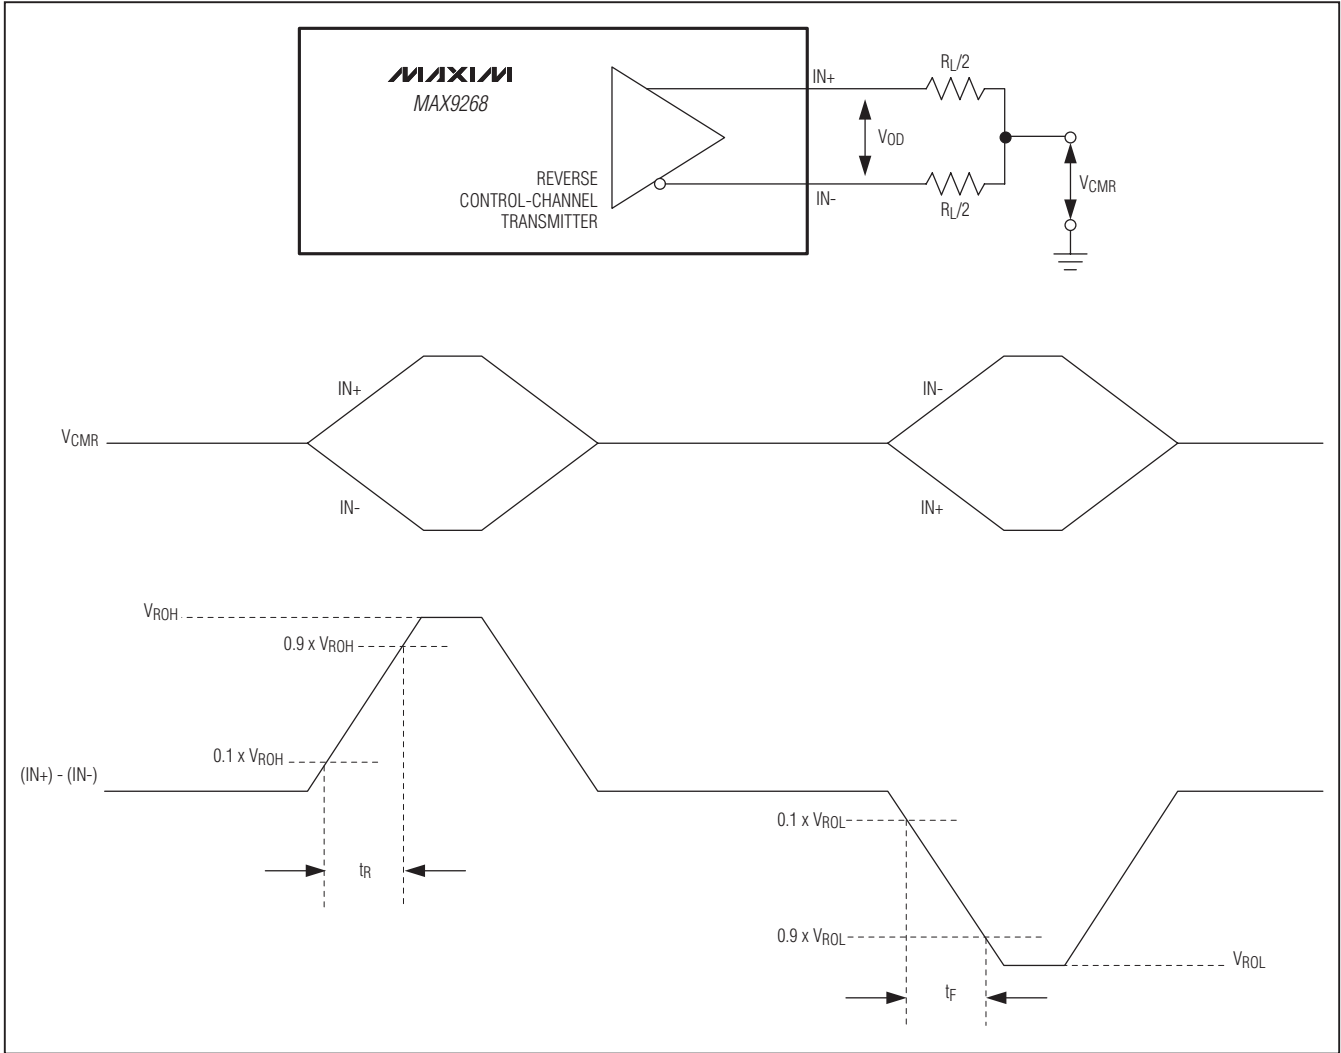 MAXIM
MAX9268
REVERSE
CONTROL-CHANNEL
TRANSMITTER
IN+
IN-
VOD
RL/2
RL/2
VCMR
VCMR
IN+
IN-
IN-
IN+
VROH
0.9 x VROH
0.1 x VROH
(IN+) - (IN-)
tR
0.1 x VROL
0.9 x VROL
VROL
tF